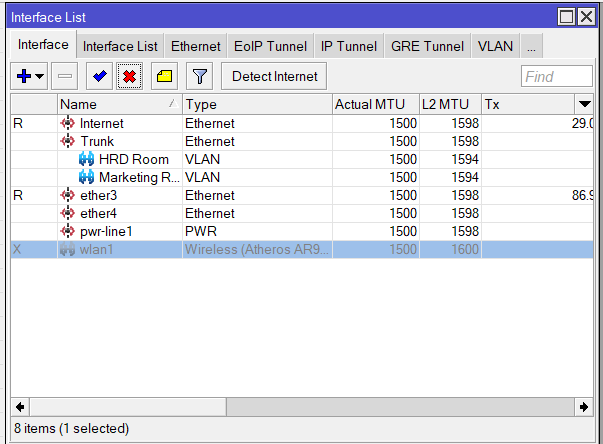 Interface List
Interface Interface List Ethernet EoIP Tunnel IP Tunnel GRE Tunnel VLAN ...
Detect Internet Find
Name Type Actual MTU L2 MTU Tx
R Internet Ethernet 1500 1598 29.0
Trunk Ethernet 1500 1598
HRD Room VLAN 1500 1594
Marketing R... VLAN 1500 1594
R ether3 Ethernet 1500 1598 86.9
ether4 Ethernet 1500 1598
pwr-line1 PWR 1500 1598
X wlan1 Wireless (Atheros AR9... 1500 1600
8 items (1 selected)